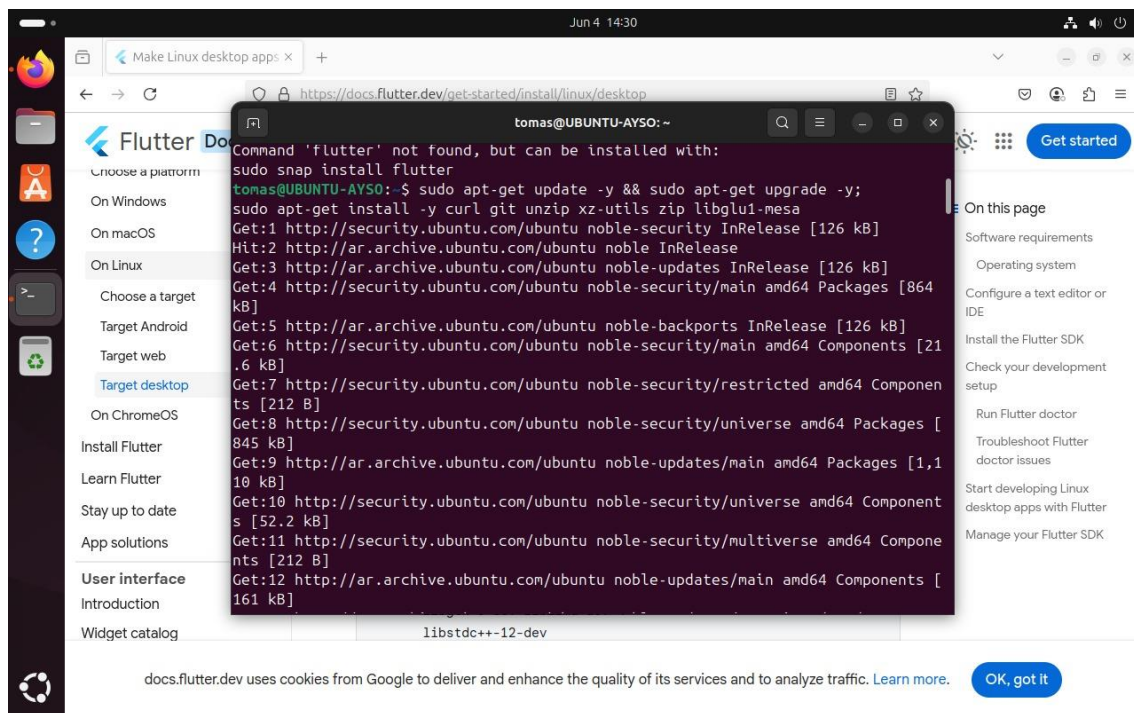 Jun 4 14:30
Make Linux desktop apps
https://docs.flutter.dev/get-started/install/linux/desktop
tomas@UBUNTU-AYSO: ~
Flutter Do
Get started
Choose a platform
On Windows
On macOS
On Linux
Choose a target
Target Android
Target web
Target desktop
On ChromeOS
Install Flutter
Learn Flutter
Stay up to date
App solutions
User interface
Introduction
Widget catalog
Command 'flutter' not found, but can be installed with:
sudo snap install flutter
tomas@UBUNTU-AYSO:~$ sudo apt-get update -y && sudo apt-get upgrade -y;
sudo apt-get install -y curl git unzip xz-utils zip libglu1-mesa
Get:1 http://security.ubuntu.com/ubuntu noble-security InRelease [126 kB]
Hit:2 http://ar.archive.ubuntu.com/ubuntu noble InRelease
Get:3 http://ar.archive.ubuntu.com/ubuntu noble-updates InRelease [126 kB]
Get:4 http://security.ubuntu.com/ubuntu noble-security/main amd64 Packages [864
kB]
Get:5 http://ar.archive.ubuntu.com/ubuntu noble-backports InRelease [126 kB]
Get:6 http://security.ubuntu.com/ubuntu noble-security/main amd64 Components [21
.6 kB]
Get:7 http://security.ubuntu.com/ubuntu noble-security/restricted amd64 Componen
ts [212 B]
Get:8 http://security.ubuntu.com/ubuntu noble-security/universe amd64 Packages [
845 kB]
Get:9 http://ar.archive.ubuntu.com/ubuntu noble-updates/main amd64 Packages [1,1
10 kB]
Get:10 http://security.ubuntu.com/ubuntu noble-security/universe amd64 Component
s [52.2 kB]
Get:11 http://security.ubuntu.com/ubuntu noble-security/multiverse amd64 Compone
nts [212 B]
Get:12 http://ar.archive.ubuntu.com/ubuntu noble-updates/main amd64 Components [
161 kB]
libstdc++-12-dev
On this page
Software requirements
Operating system
Configure a text editor or
IDE
Install the Flutter SDK
Check your development
setup
Run Flutter doctor
Troubleshoot Flutter
doctor issues
Start developing Linux
desktop apps with Flutter
Manage your Flutter SDK
docs.flutter.dev uses cookies from Google to deliver and enhance the quality of its services and to analyze traffic. Learn more.
OK, got it